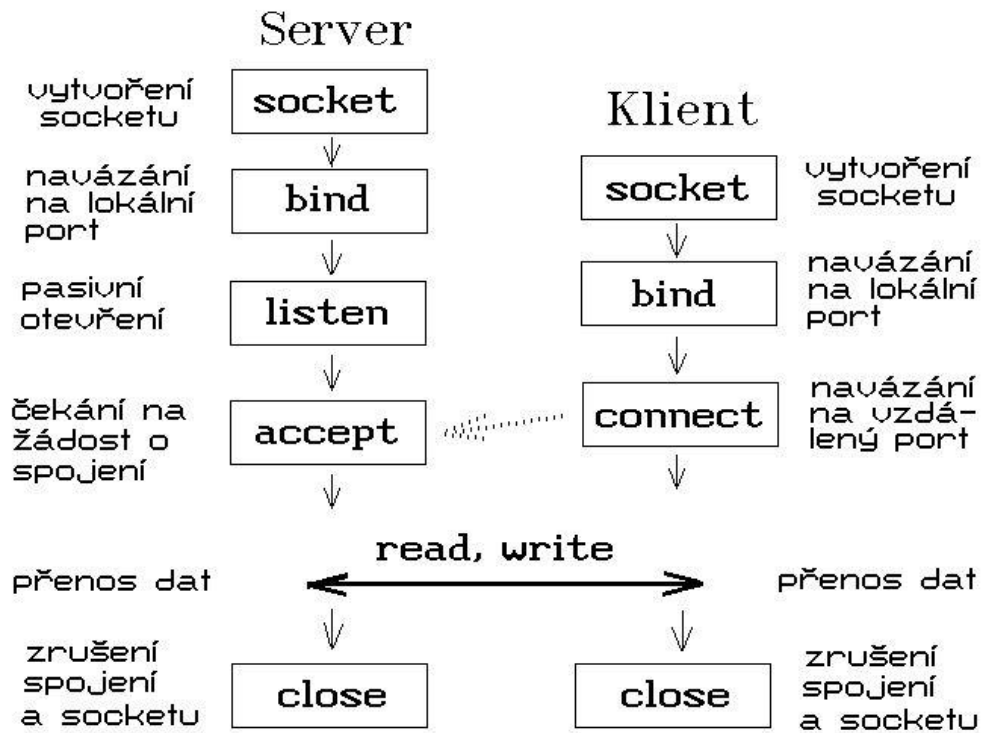 Server
vytvoření
socketu
socket
navázání
na lokální
port
bind
pasivní
otevření
listen
čekání na
žádost o
spojení
accept
Klient
socket
vytvoření
socketu
bind
navázání
na lokální
port
connect
navázání
na vzdá-
lený port
read, write
přenos dat
přenos dat
zrušení
spojení
a socketu
close
close
zrušení
spojení
a socketu